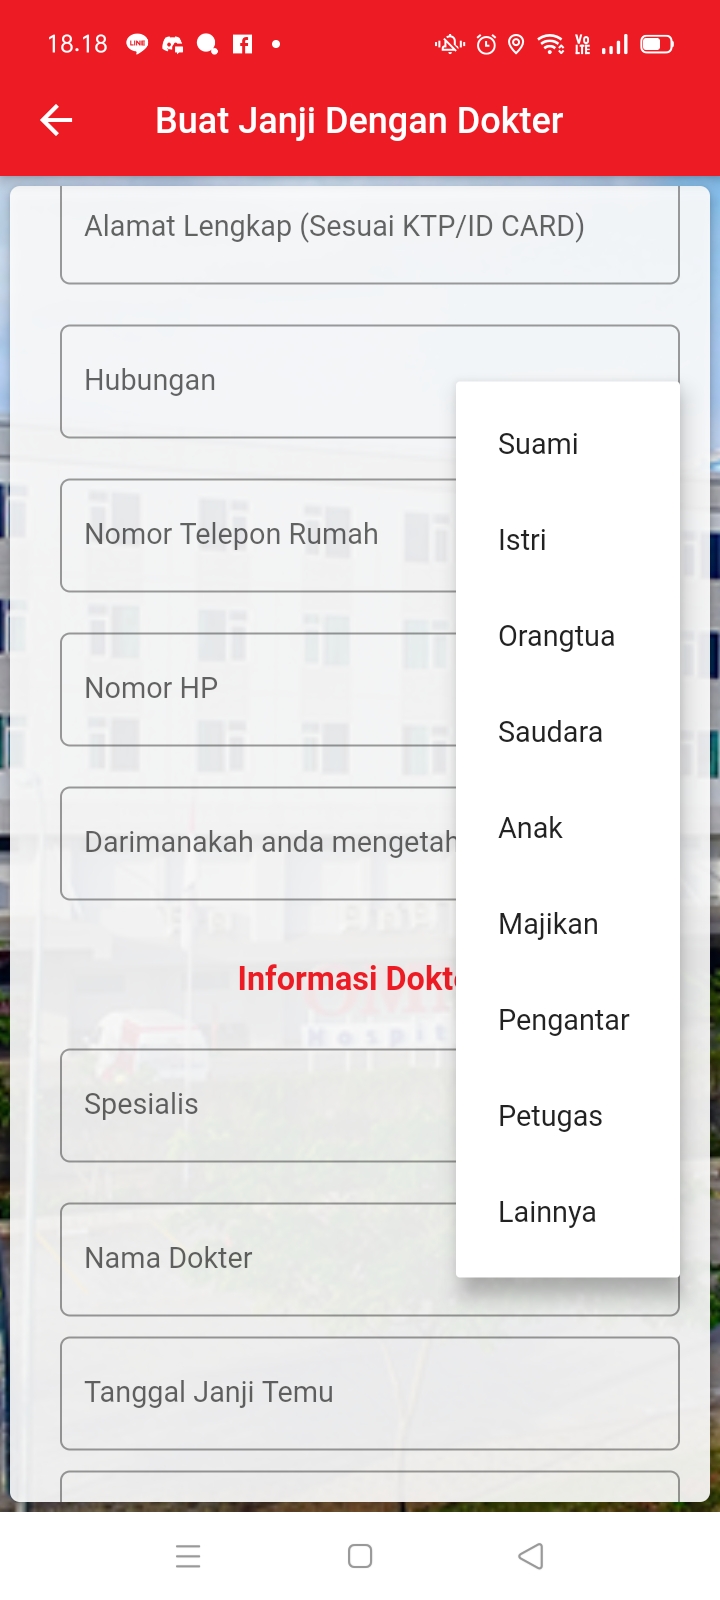 18.18
Buat Janji Dengan Dokter
Alamat Lengkap (Sesuai KTP/ID CARD)
Hubungan
Suami
Nomor Telepon Rumah
Istri
Orangtua
Nomor HP
Saudara
Darimanakah anda mengetah
Anak
Majikan
Informasi Dokt
Pengantar
Hospit
Spesialis
Petugas
Lainnya
Nama Dokter
Tanggal Janji Temu